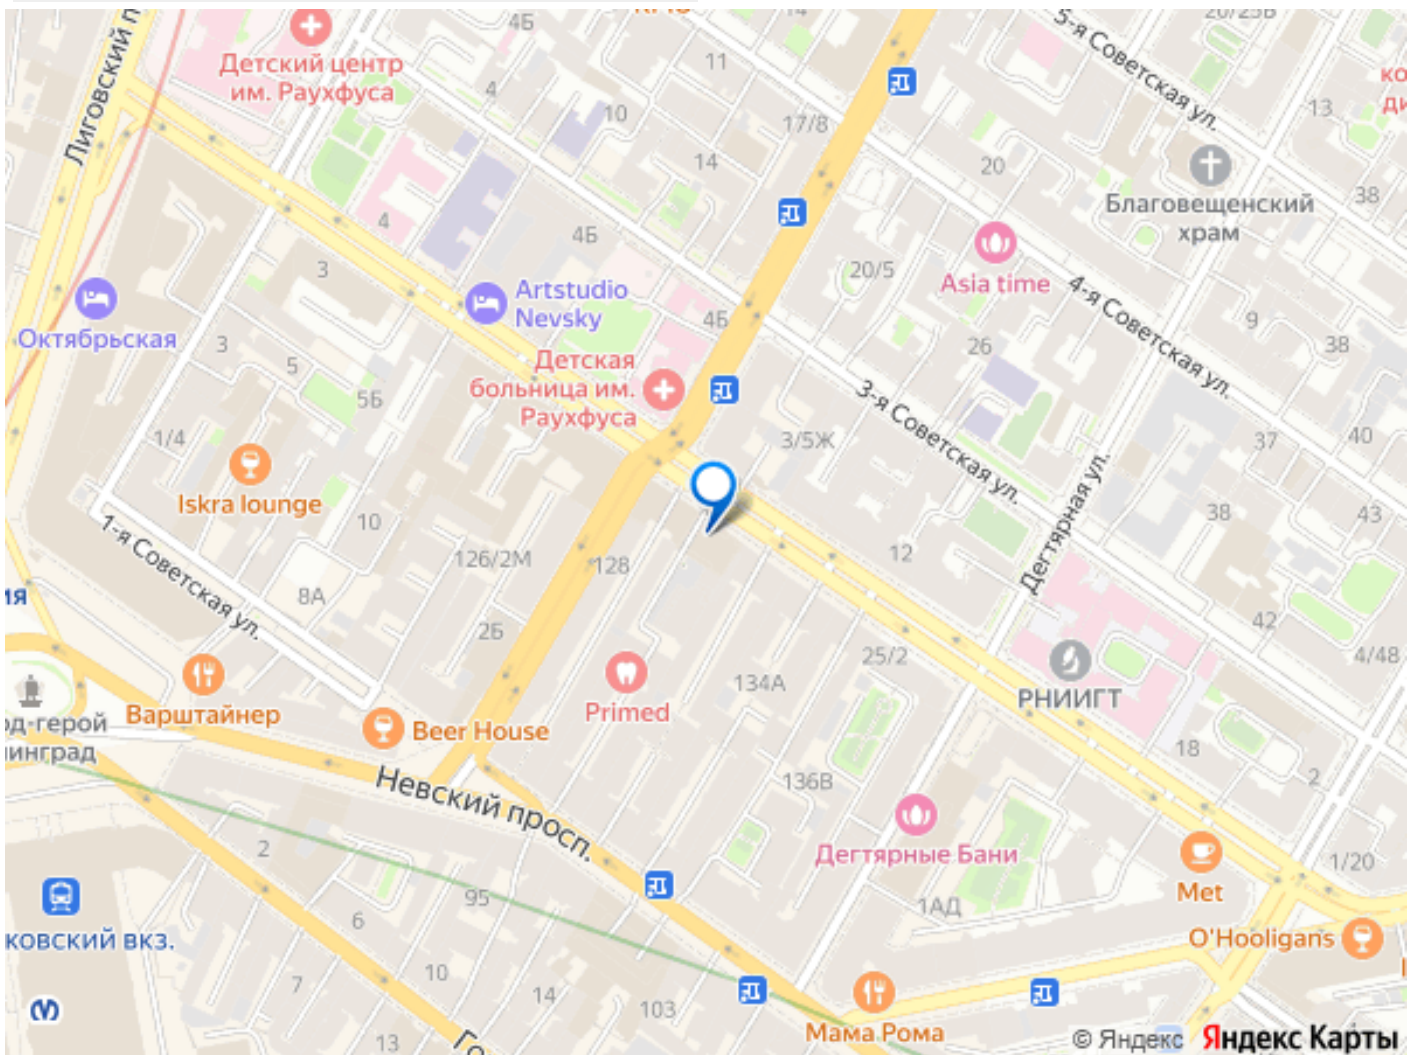 4Б
14
20/25В
5-я Советская ул.
Лиговский п
Детский центр
им. Раухфуса
11
4
10
17/8
14
13
20
38
Благовещенский
храм
4
4Б
3
20/5
Asia time
4-я Советская ул.
Artstudio
Nevsky
Октябрьская
3
5
5Б
4Б
9
38
26
Детская
больница им.
Раухфуса
3-я Советская ул.
1/4
3/5Ж
37
40
Iskra lounge
10
Дегтярная ул.
38
43
1-я Советская ул.
126/2М
128
12
8А
2Б
42
25/2
4/48
134А
РНИИГТ
Primed
Варштайнер
од-герой
инград
Beer House
18
2
Невский просп.
136В
Дегтярные Бани
2
1/20
95
1АД
Met
6
ковский вкз.
O'Hooligans
7
10
14
103
13
Мама Рома
© Яндекс Яндекс Карты